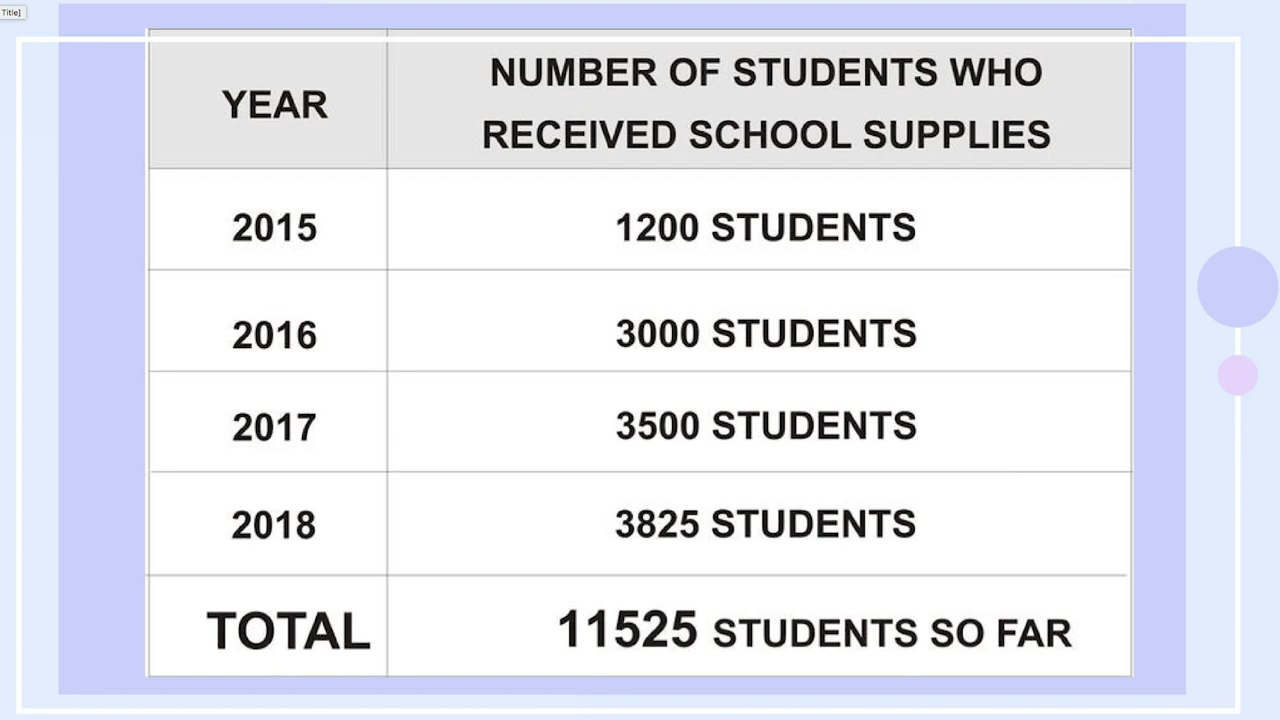 Title]
YEAR
NUMBER OF STUDENTS WHO
RECEIVED SCHOOL SUPPLIES
2015 1200 STUDENTS
2016 3000 STUDENTS
2017 3500 STUDENTS
2018 3825 STUDENTS
TOTAL 11525 STUDENTS SO FAR